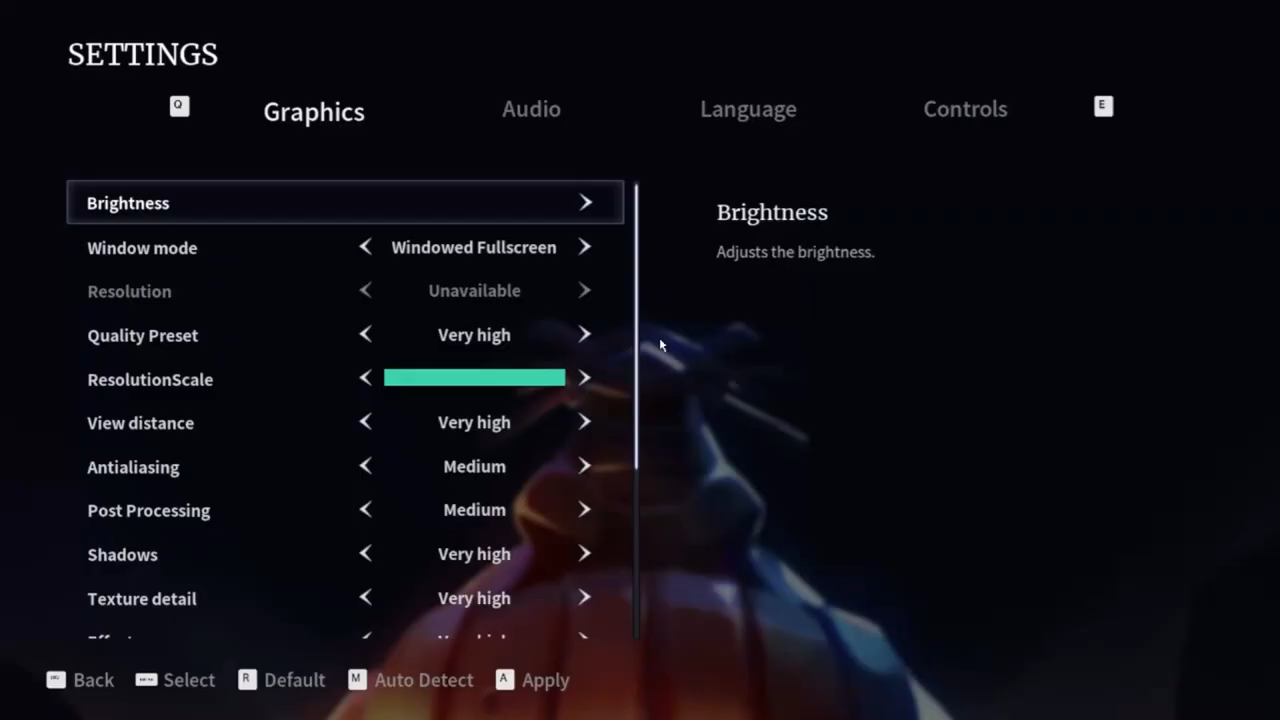 SETTINGS
Q Graphics Audio Language Controls E
Brightness
Window mode Windowed Fullscreen
Resolution Unavailable
Quality Preset Very high
ResolutionScale
View distance Very high
Antialiasing Medium
Post Processing Medium
Shadows Very high
Texture detail Very high
Brightness
Adjusts the brightness.
Back Select R Default M Auto Detect A Apply